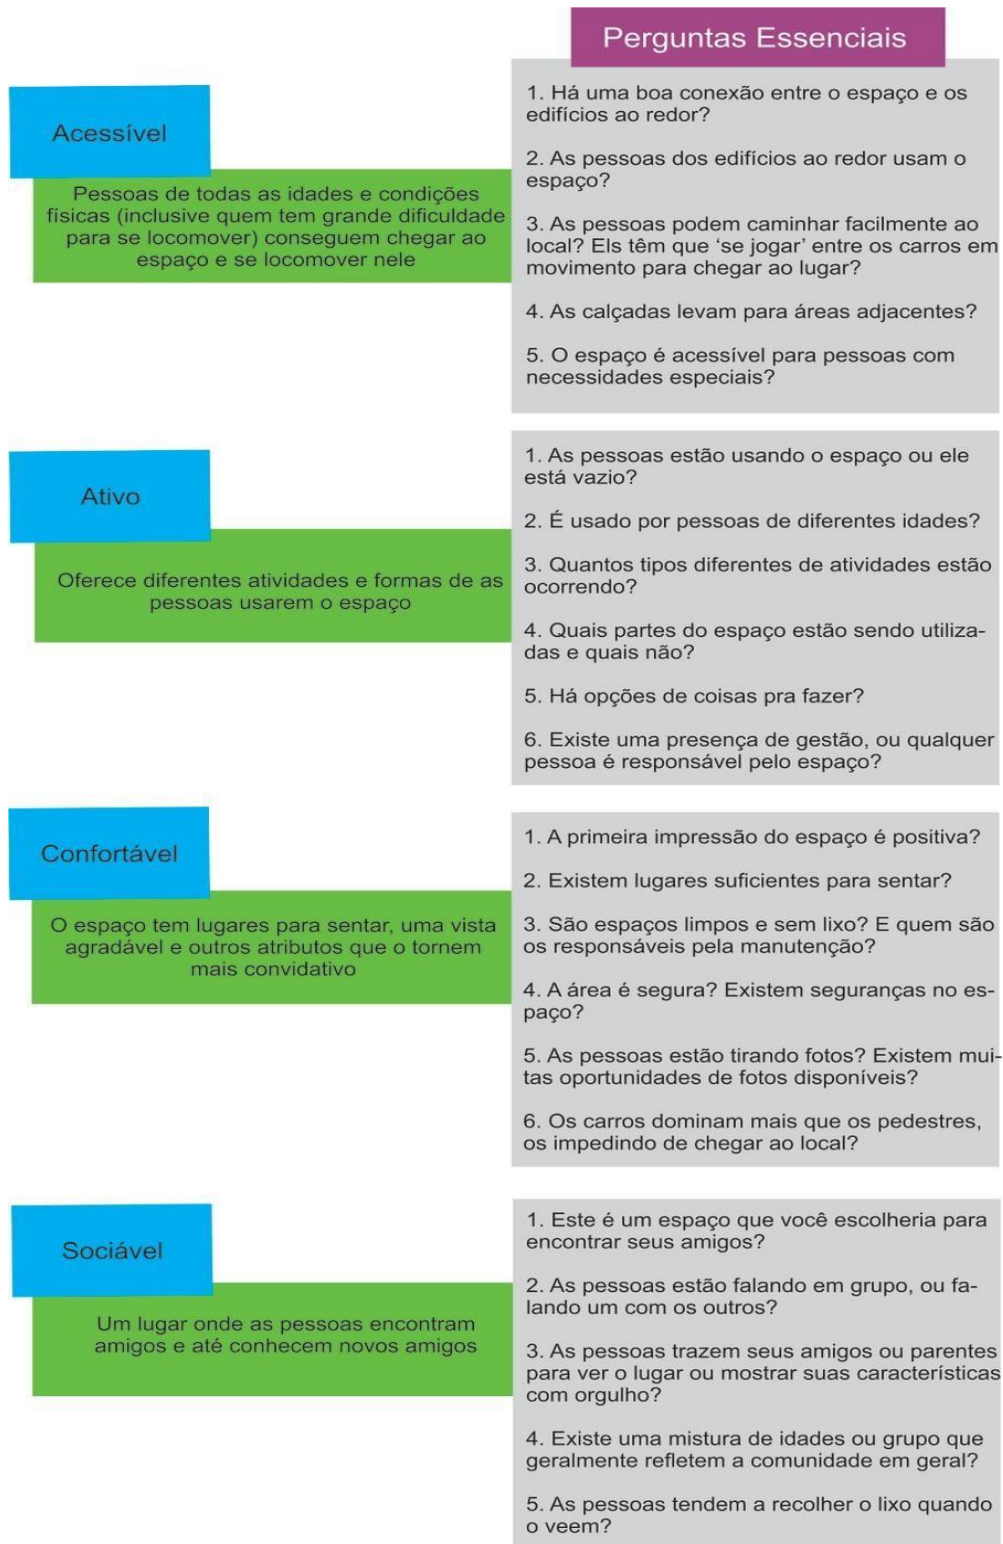 Perguntas Essenciais
Acessível
Pessoas de todas as idades e condições
físicas (inclusive quem tem grande dificuldade
para se locomover) conseguem chegar ao
espaço e se locomover nele
1. Há uma boa conexão entre o espaço e os
edifícios ao redor?
2. As pessoas dos edifícios ao redor usam o
espaço?
3. As pessoas podem caminhar facilmente ao
local? Els têm que ‘se jogar’ entre os carros em
movimento para chegar ao lugar?
4. As calçadas levam para áreas adjacentes?
5. O espaço é acessível para pessoas com
necessidades especiais?
Ativo
Oferece diferentes atividades e formas de as
pessoas usarem o espaço
1. As pessoas estão usando o espaço ou ele
está vazio?
2. É usado por pessoas de diferentes idades?
3. Quantos tipos diferentes de atividades estão
ocorrendo?
4. Quais partes do espaço estão sendo utiliza-
das e quais não?
5. Há opções de coisas pra fazer?
6. Existe uma presença de gestão, ou qualquer
pessoa é responsável pelo espaço?
Confortável
O espaço tem lugares para sentar, uma vista
agradável e outros atributos que o tornem
mais convidativo
1. A primeira impressão do espaço é positiva?
2. Existem lugares suficientes para sentar?
3. São espaços limpos e sem lixo? E quem são
os responsáveis pela manutenção?
4. A área é segura? Existem seguranças no es-
paço?
5. As pessoas estão tirando fotos? Existem mui-
tas oportunidades de fotos disponíveis?
6. Os carros dominam mais que os pedestres,
os impedindo de chegar ao local?
Sociável
Um lugar onde as pessoas encontram
amigos e até conhecem novos amigos
1. Este é um espaço que você escolheria para
encontrar seus amigos?
2. As pessoas estão falando em grupo, ou fa-
lando um com os outros?
3. As pessoas trazem seus amigos ou parentes
para ver o lugar ou mostrar suas características
com orgulho?
4. Existe uma mistura de idades ou grupo que
geralmente refletem a comunidade em geral?
5. As pessoas tendem a recolher o lixo quando
o veem?